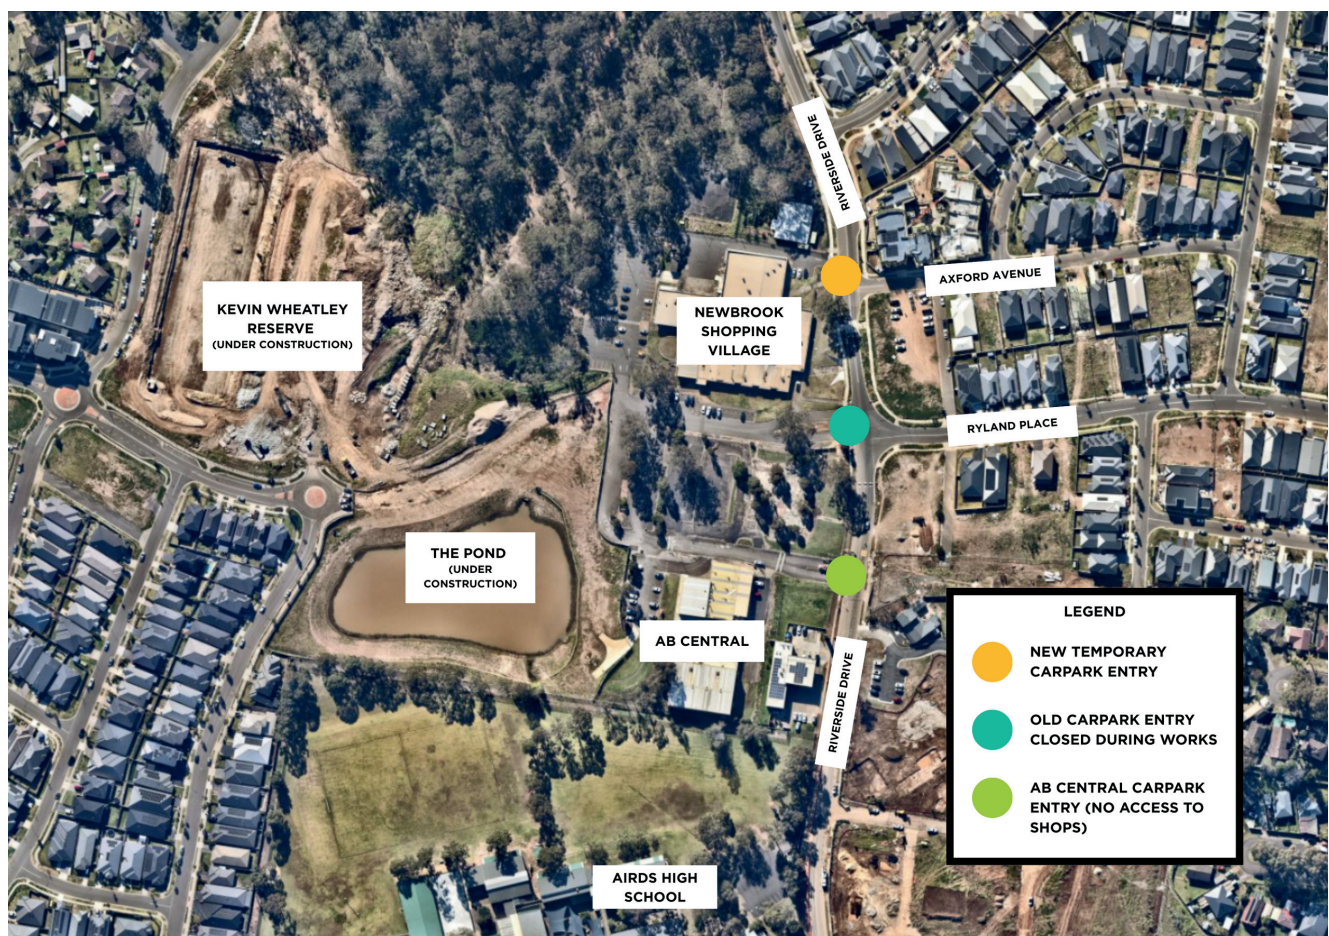 RIVERSIDE DRIVE
AXFORD AVENUE
KEVIN WHEATLEY
RESERVE
(UNDER CONSTRUCTION)
NEWBROOK
SHOPPING
VILLAGE
RYLAND PLACE
THE POND
(UNDER
CONSTRUCTION)
AB CENTRAL
RIVERSIDE DRIVE
LEGEND
NEW TEMPORARY
CARPARK ENTRY
OLD CARPARK ENTRY
CLOSED DURING WORKS
AB CENTRAL CARPARK
ENTRY (NO ACCESS TO
SHOPS)
AIRDS HIGH
SCHOOL